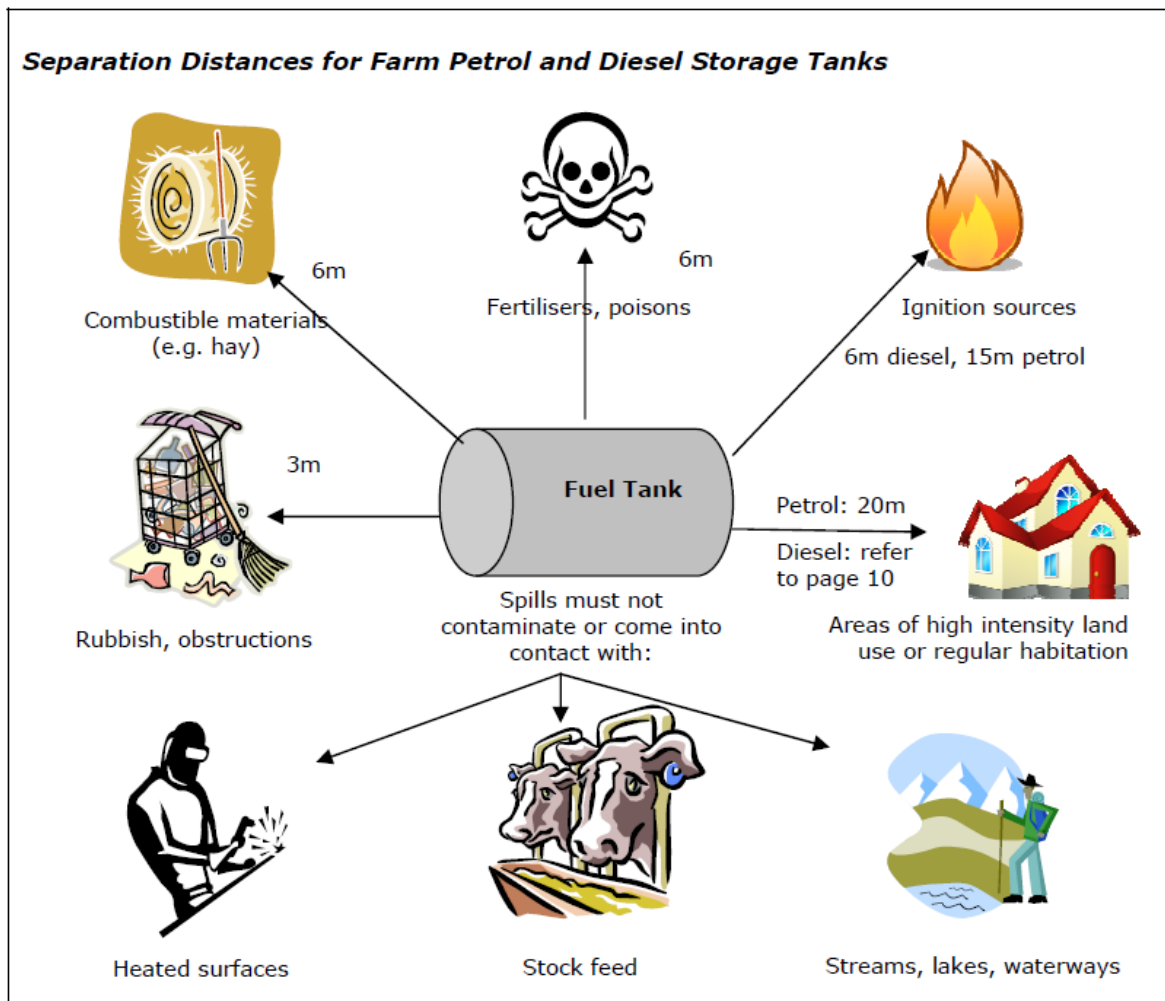 Separation Distances for Farm Petrol and Diesel Storage Tanks
6m
Combustible materials
(e.g. hay)
6m
Fertilisers, poisons
Ignition sources
6m diesel, 15m petrol
3m
Rubbish, obstructions
Fuel Tank
Petrol: 20m
Diesel: refer
to page 10
Areas of high intensity land
use or regular habitation
Spills must not
contaminate or come into
contact with:
Heated surfaces
Stock feed
Streams, lakes, waterways